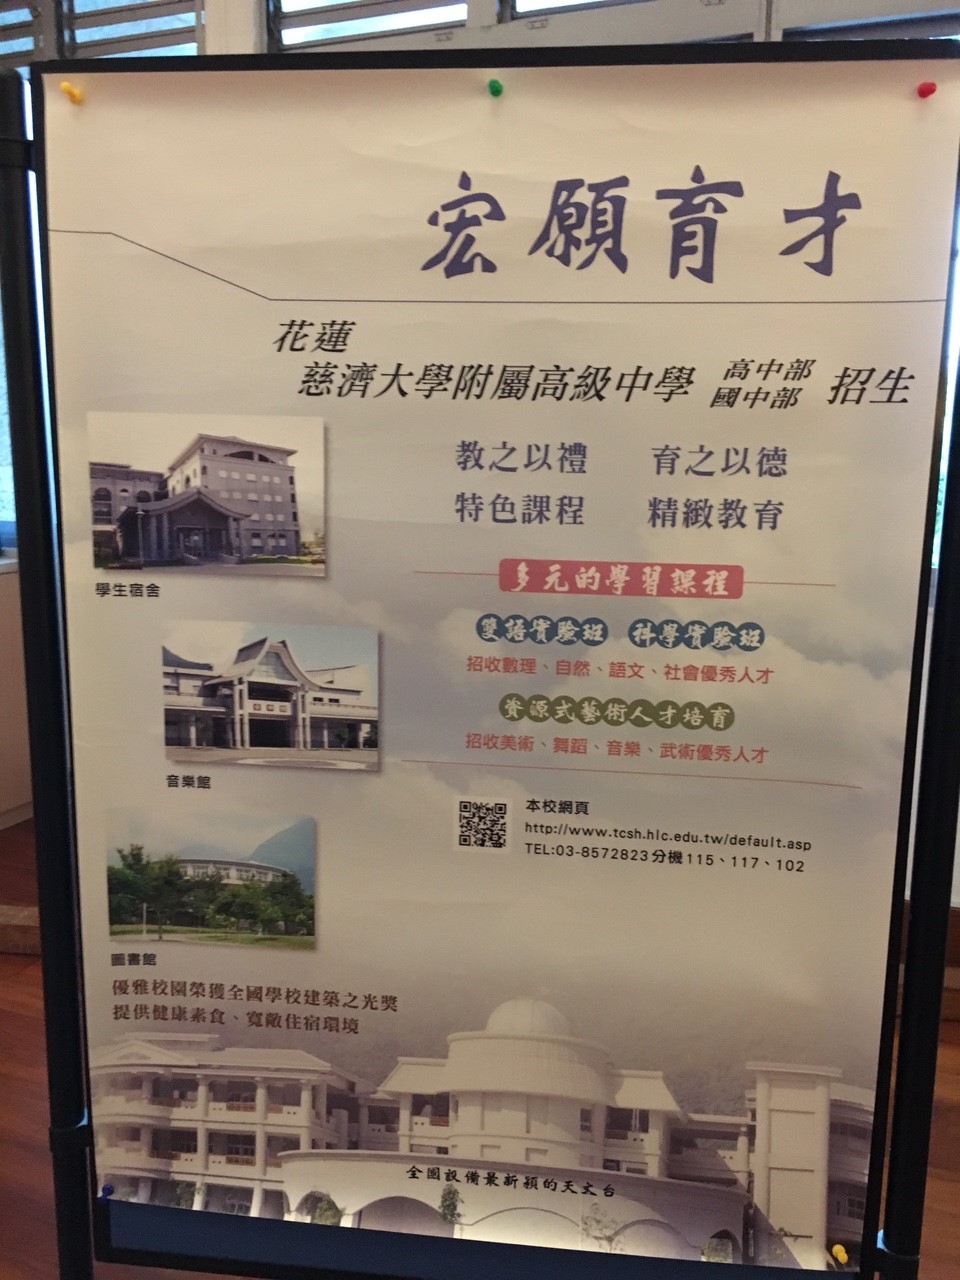 宏願育才
花蓮
慈濟大學附屬高級中學 高中部 國中部 招生
教之以禮 育之以德
特色課程 精緻教育
多元的學習課程
雙語實驗班 科學實驗班
招收數理、自然、語文、社會優秀人才
資源式藝術人才培育
招收美術、舞蹈、音樂、武術優秀人才
學生宿舍
音樂館
本校網頁
http://www.tcsh.hlc.edu.tw/default.asp
TEL:03-8572823分機115、117、102
圖書館
優雅校園榮獲全國學校建築之光獎
提供健康素食、寬敞住宿環境
全國設備最新穎的天文台